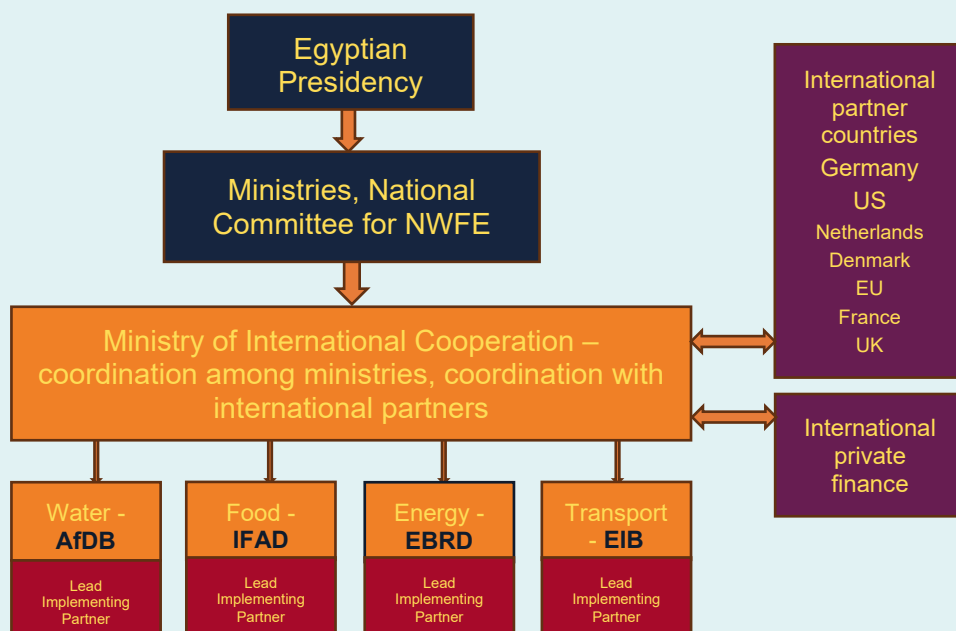 Egyptian
Presidency
Ministries, National
Committee for NWFE
Ministry of International Cooperation –
coordination among ministries, coordination with
international partners
International
partner
countries
Germany
US
Netherlands
Denmark
EU
France
UK
International
private
finance
Water -
AfDB
Lead
Implementing
Partner
Food -
IFAD
Lead
Implementing
Partner
Energy -
EBRD
Lead
Implementing
Partner
Transport
- EIB
Lead
Implementing
Partner